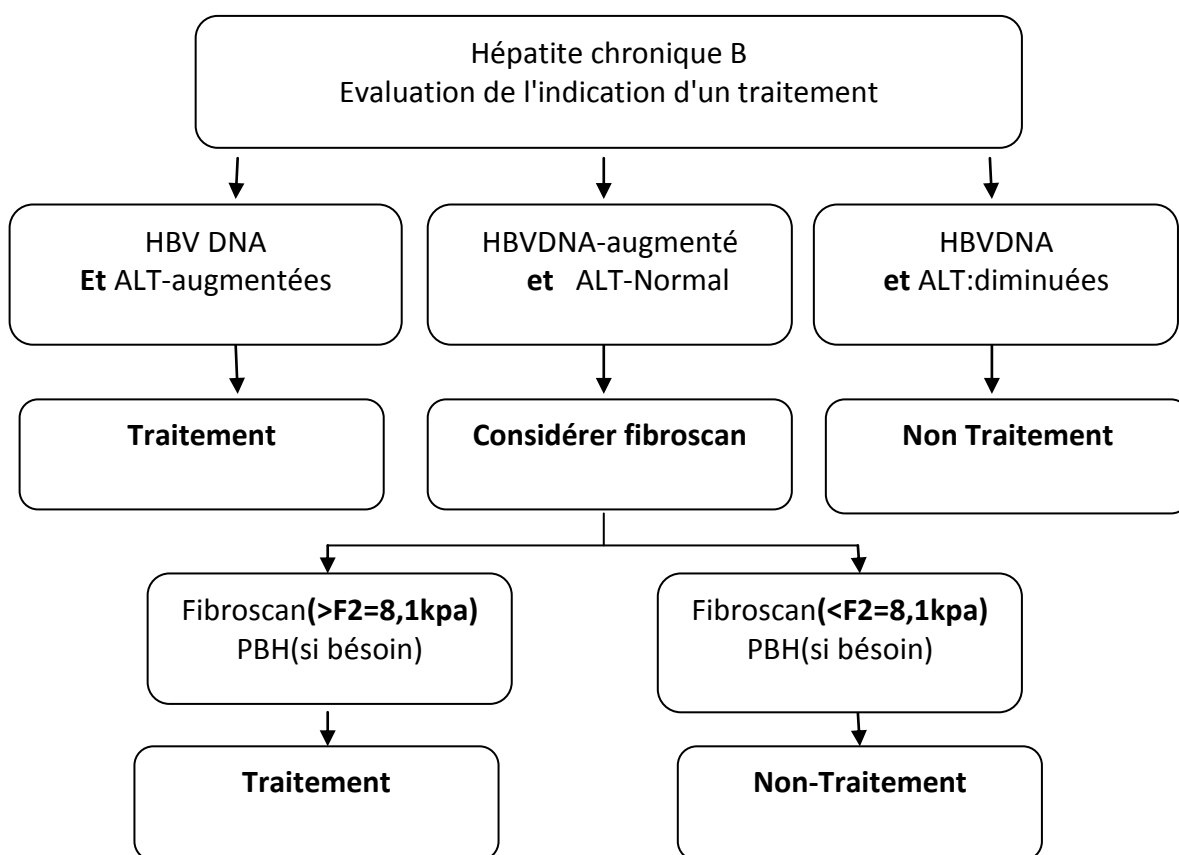 Hépatite chronique B
Evaluation de l'indication d'un traitement
HBV DNA
Et ALT-augmentées
HBVDNA-augmenté
et ALT-Normal
HBVDNA
et ALT:diminuées
Traitement
Considérer fibroscan
Non Traitement
Fibroscan(>F2=8,1kpa)
PBH(si bésoin)
Fibroscan(<F2=8,1kpa)
PBH(si bésoin)
Traitement
Non-Traitement